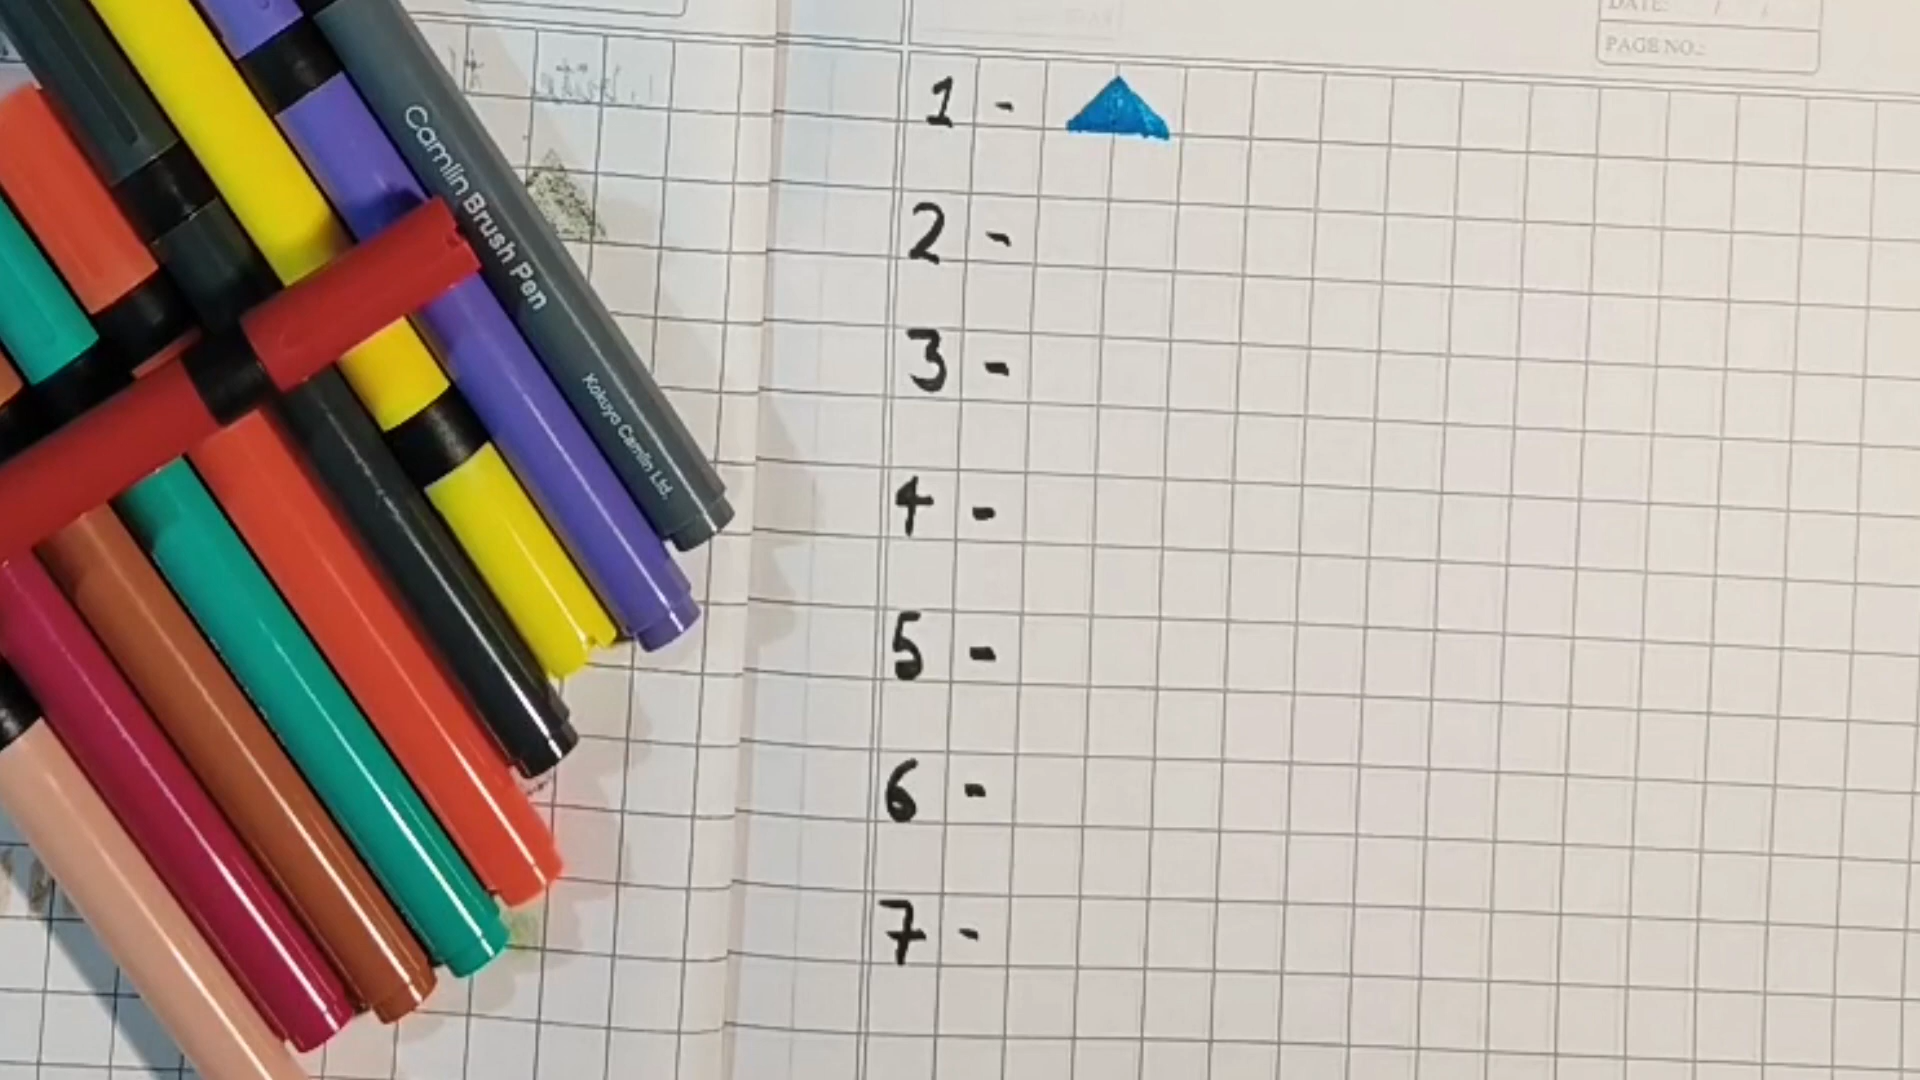 DATE: / /
PAGE NO.:
Camlin Brush Pen
Kokuyo Camlin Ltd.
1 -
2 -
3 -
4 -
5 -
6 -
7 -